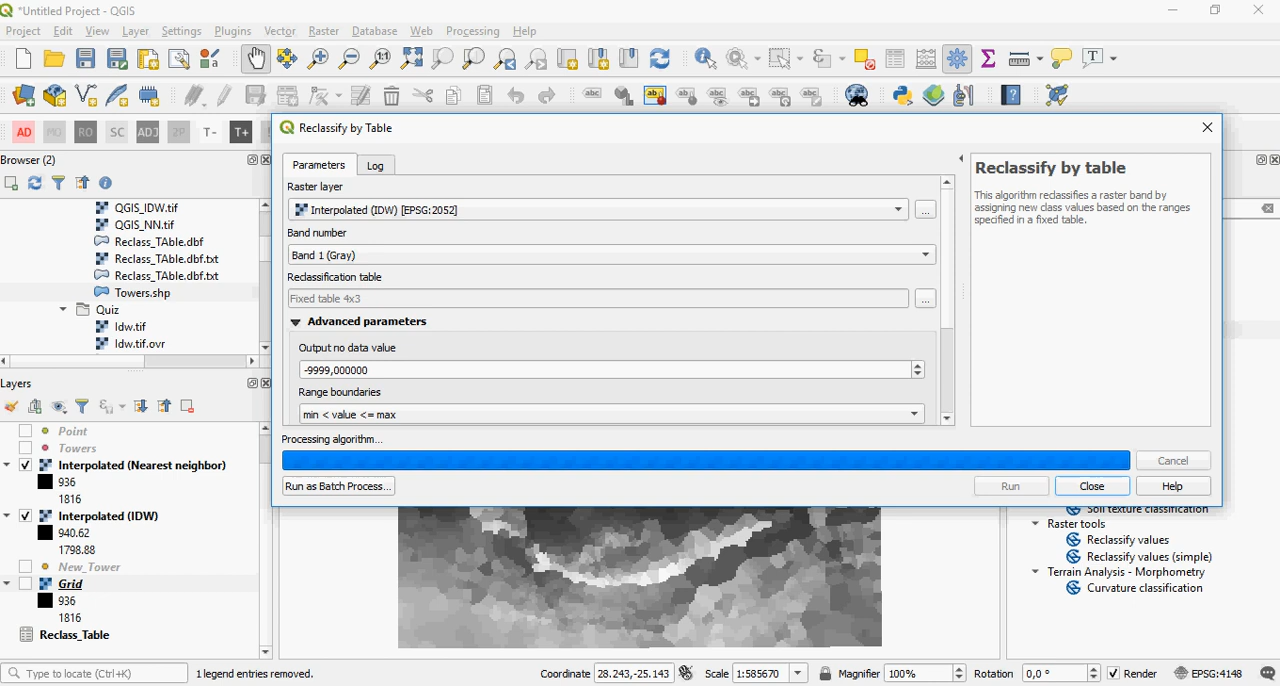 "Untitled Project - QGIS
Project Edit View Layer Settings Plugins Vector Raster Database Web Processing Help
AD MO RO SC ADJ 2P T- T+
Browser (2)
QGIS_IDW.tif
QGIS_NN.tif
Reclass_TAble.dbf
Reclass_TAble.dbf.txt
Reclass_TAble.dbf.txt
Towers.shp
Quiz
Idw.tif
Idw.tif.ovr
Layers
Point
Towers
Interpolated (Nearest neighbor)
936
1816
Interpolated (IDW)
940.62
1798.88
New_Tower
Grid
936
1816
Reclass_Table
Reclassify by Table
Parameters Log
Raster layer
Interpolated (IDW) [EPSG:2052]
...
Band number
Band 1 (Gray)
Reclassification table
Fixed table 4x3
...
Advanced parameters
Output no data value
-9999,000000
Range boundaries
min < value <= max
Processing algorithm...
Cancel
Run as Batch Process...
Run Close Help
Reclassify by table
This algorithm reclassifies a raster band by
assigning new class values based on the ranges
specified in a fixed table.
Soil texture classification
Raster tools
Reclassify values
Reclassify values (simple)
Terrain Analysis - Morphometry
Curvature classification
Type to locate (Ctrl+K) 1 legend entries removed. Coordinate 28.243,-25.143 Scale 1:585670 Magnifier 100% Rotation 0,0 ° Render EPSG:4148